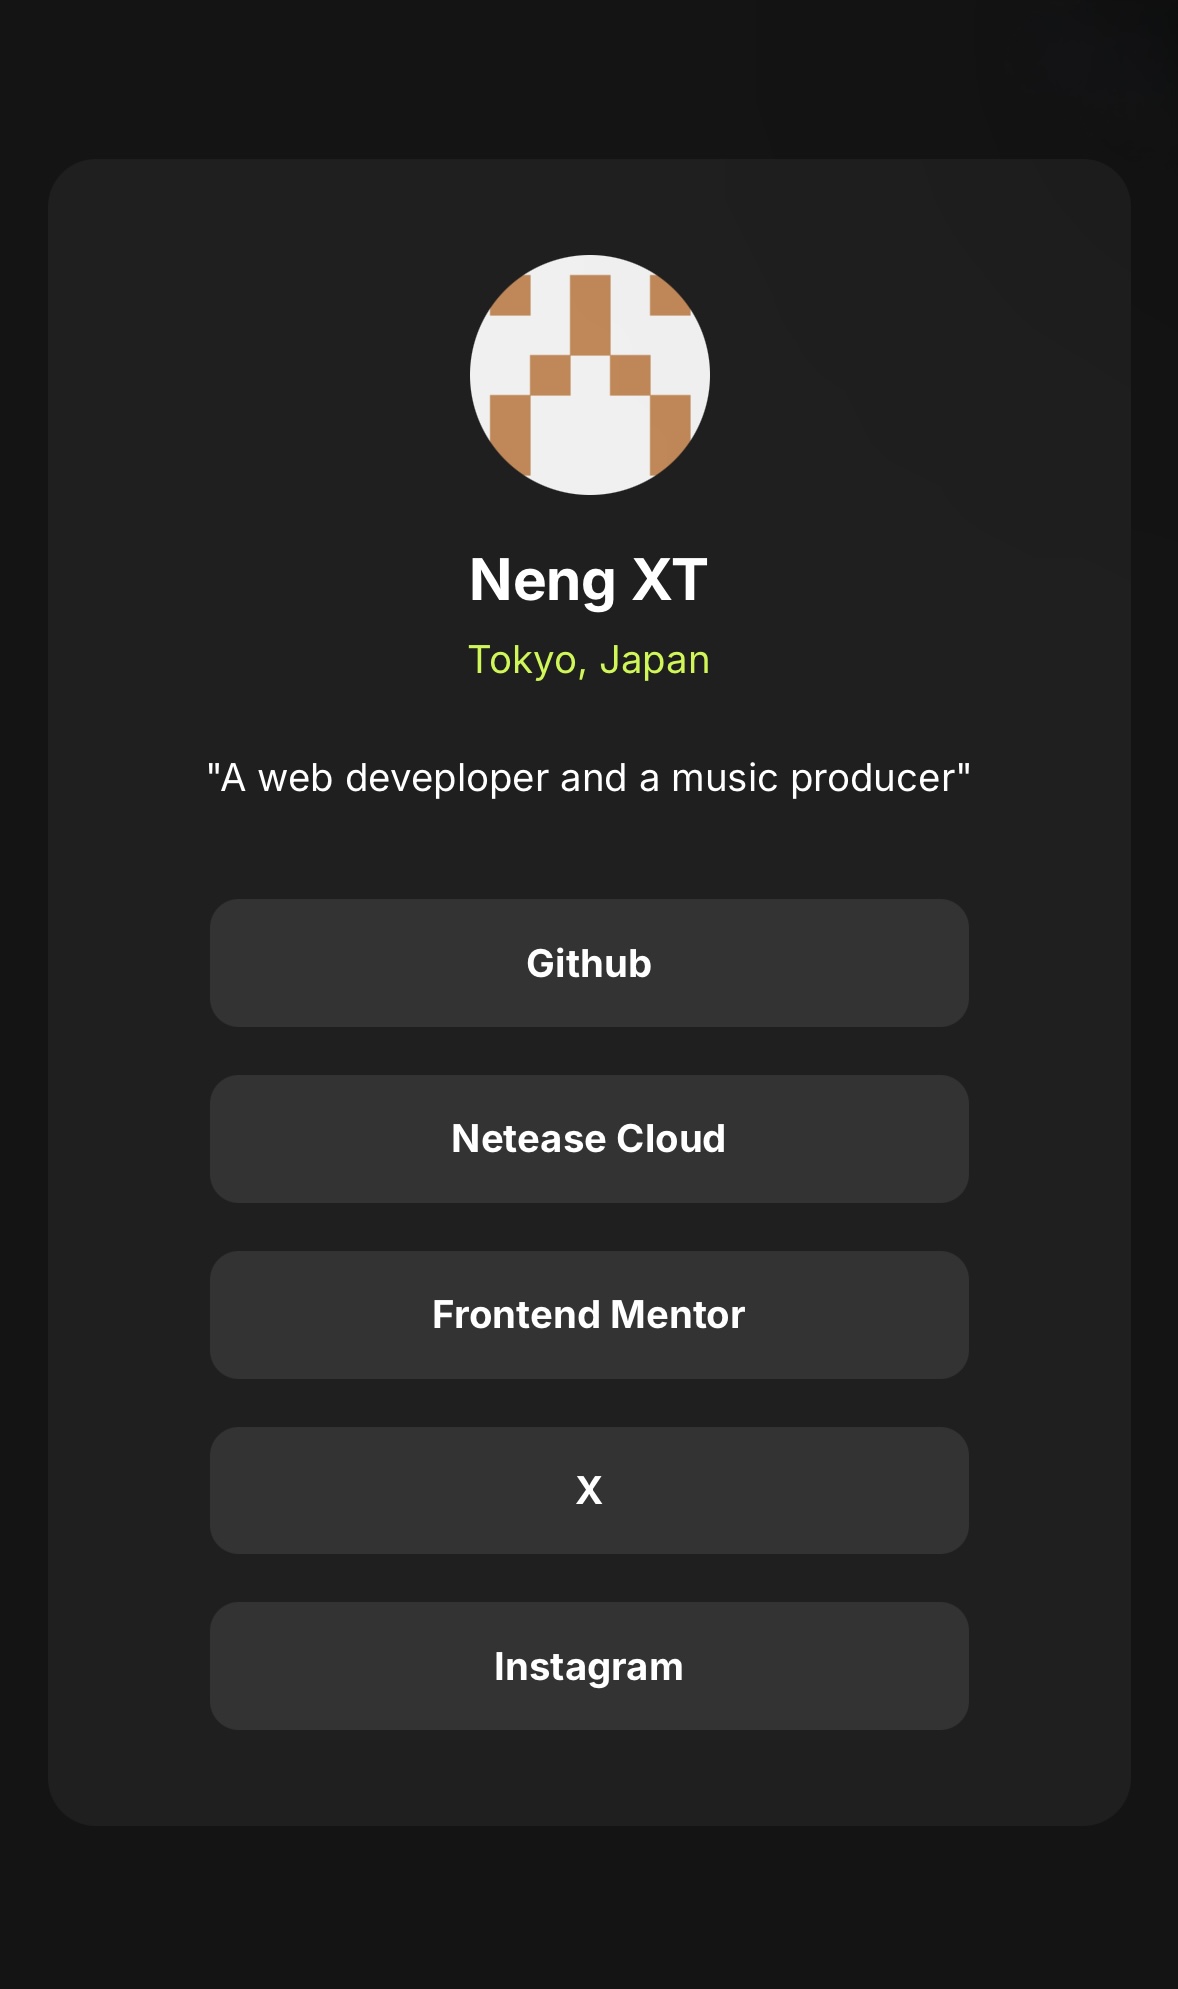 Neng XT
Tokyo, Japan
"A web deveploper and a music producer"
Github
Netease Cloud
Frontend Mentor
X
Instagram